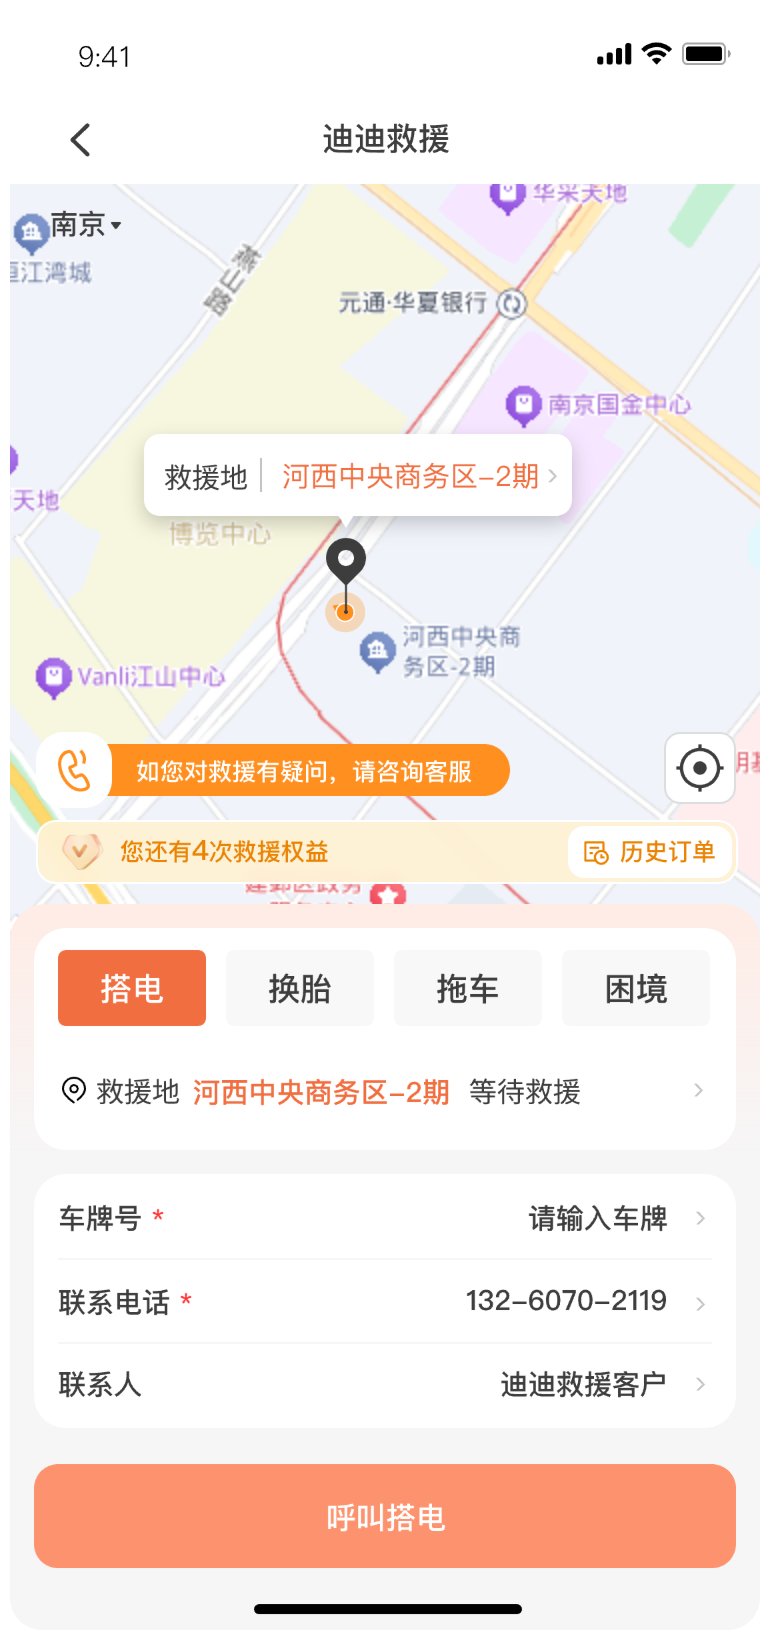 9:41
迪迪救援
华采天地
南京
江湾城
燕山路
元通·华夏银行
南京国金中心
救援地
河西中央商务区-2期
天地
博览中心
河西中央商
务区-2期
Vanli江山中心
如您对救援有疑问，请咨询客服
您还有4次救援权益
历史订单
搭电
换胎
拖车
困境
救援地 河西中央商务区-2期 等待救援
车牌号 *
请输入车牌
联系电话 *
132-6070-2119
联系人
迪迪救援客户
呼叫搭电